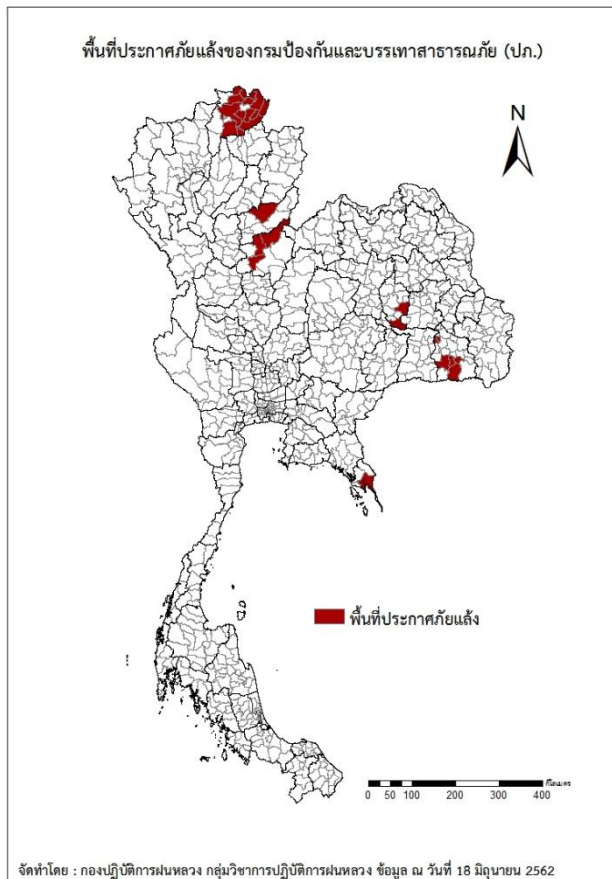 พื้นที่ประกาศภัยแล้งของกรมป้องกันและบรรเทาสาธารณภัย (ปภ.)
N
พื้นที่ประกาศภัยแล้ง
กิโลเมตร
0 50 100 200 300 400
จัดทำโดย : กองปฏิบัติการฝนหลวง กลุ่มวิชาการปฏิบัติการฝนหลวง ข้อมูล ณ วันที่ 18 มิถุนายน 2562